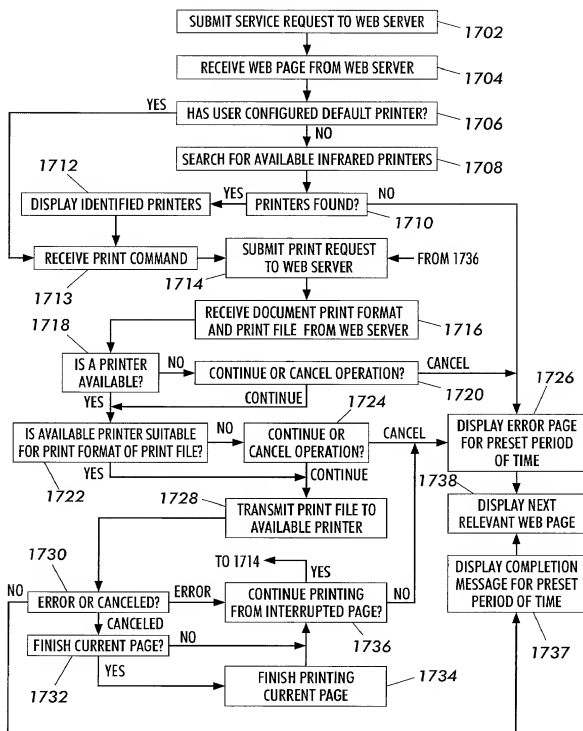 SUBMIT SERVICE REQUEST TO WEB SERVER
1702
RECEIVE WEB PAGE FROM WEB SERVER
1704
YES
HAS USER CONFIGURED DEFAULT PRINTER?
1706
NO
1712
SEARCH FOR AVAILABLE INFRARED PRINTERS
1708
DISPLAY IDENTIFIED PRINTERS
YES
PRINTERS FOUND?
NO
1710
RECEIVE PRINT COMMAND
1713
SUBMIT PRINT REQUEST
TO WEB SERVER
1714
FROM 1736
RECEIVE DOCUMENT PRINT FORMAT
AND PRINT FILE FROM WEB SERVER
1716
1718
IS A PRINTER
AVAILABLE?
NO
CONTINUE OR CANCEL OPERATION?
CANCEL
1720
YES
CONTINUE
1724
1726
IS AVAILABLE PRINTER SUITABLE
FOR PRINT FORMAT OF PRINT FILE?
NO
CONTINUE OR
CANCEL OPERATION?
CANCEL
DISPLAY ERROR PAGE
FOR PRESET PERIOD
OF TIME
1722
YES
CONTINUE
1738
1728
TRANSMIT PRINT FILE TO
AVAILABLE PRINTER
DISPLAY NEXT
RELEVANT WEB PAGE
1730
TO 1714
YES
NO
ERROR OR CANCELED?
ERROR
CONTINUE PRINTING
FROM INTERRUPTED PAGE?
NO
DISPLAY COMPLETION
MESSAGE FOR PRESET
PERIOD OF TIME
CANCELED
1736
1737
FINISH CURRENT PAGE?
NO
1732
YES
FINISH PRINTING
CURRENT PAGE
1734